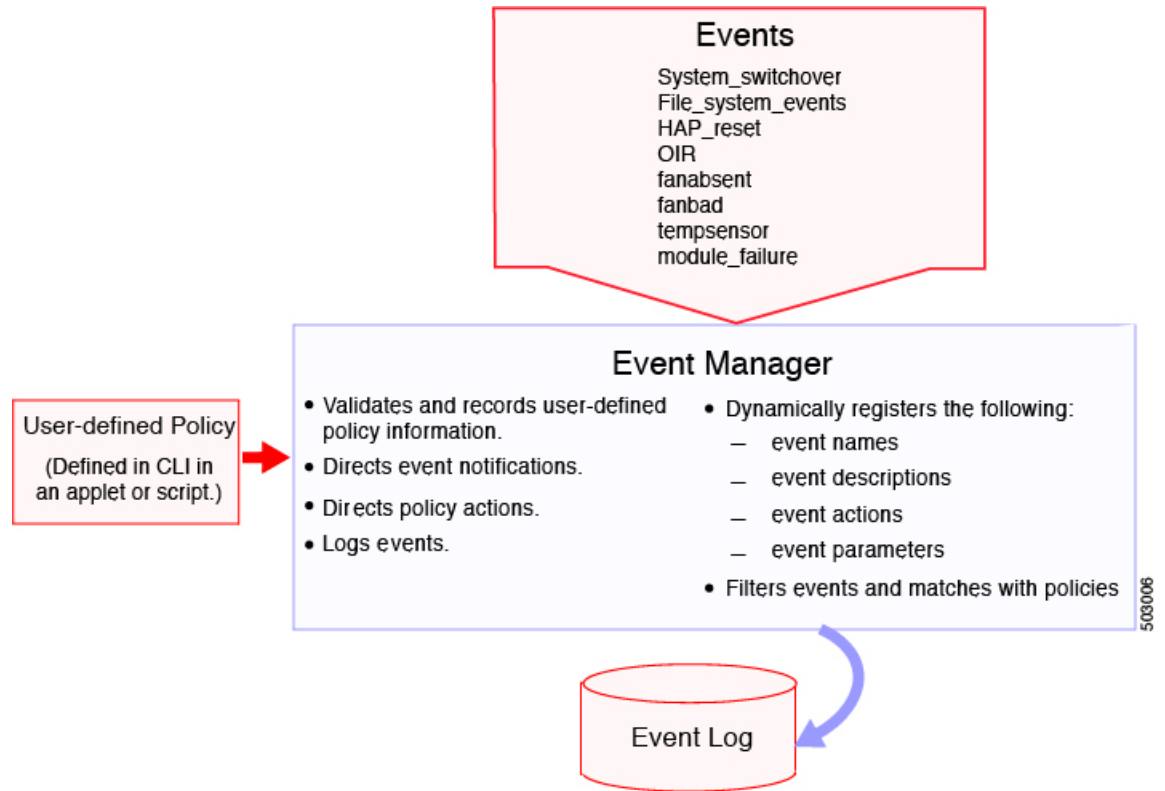 Events
System_switchover
File_system_events
HAP_reset
OIR
fanabsent
fanbad
tempsensor
module_failure
Event Manager
User-defined Policy
(Defined in CLI in
an applet or script.)
• Validates and records user-defined
policy information.
• Directs event notifications.
• Directs policy actions.
• Logs events.
• Dynamically registers the following:
— event names
— event descriptions
— event actions
— event parameters
• Filters events and matches with policies
503006
Event Log